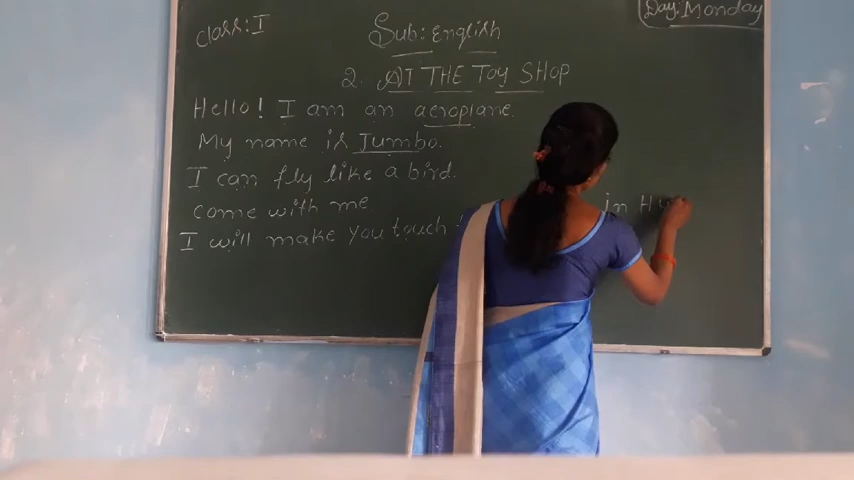 Class: I
Sub: English
Day: Monday
2. AT THE TOY SHOP
Hello! I am an aeroplane.
My name is Jumbo.
I can fly like a bird.
come with me in
I will make you touch